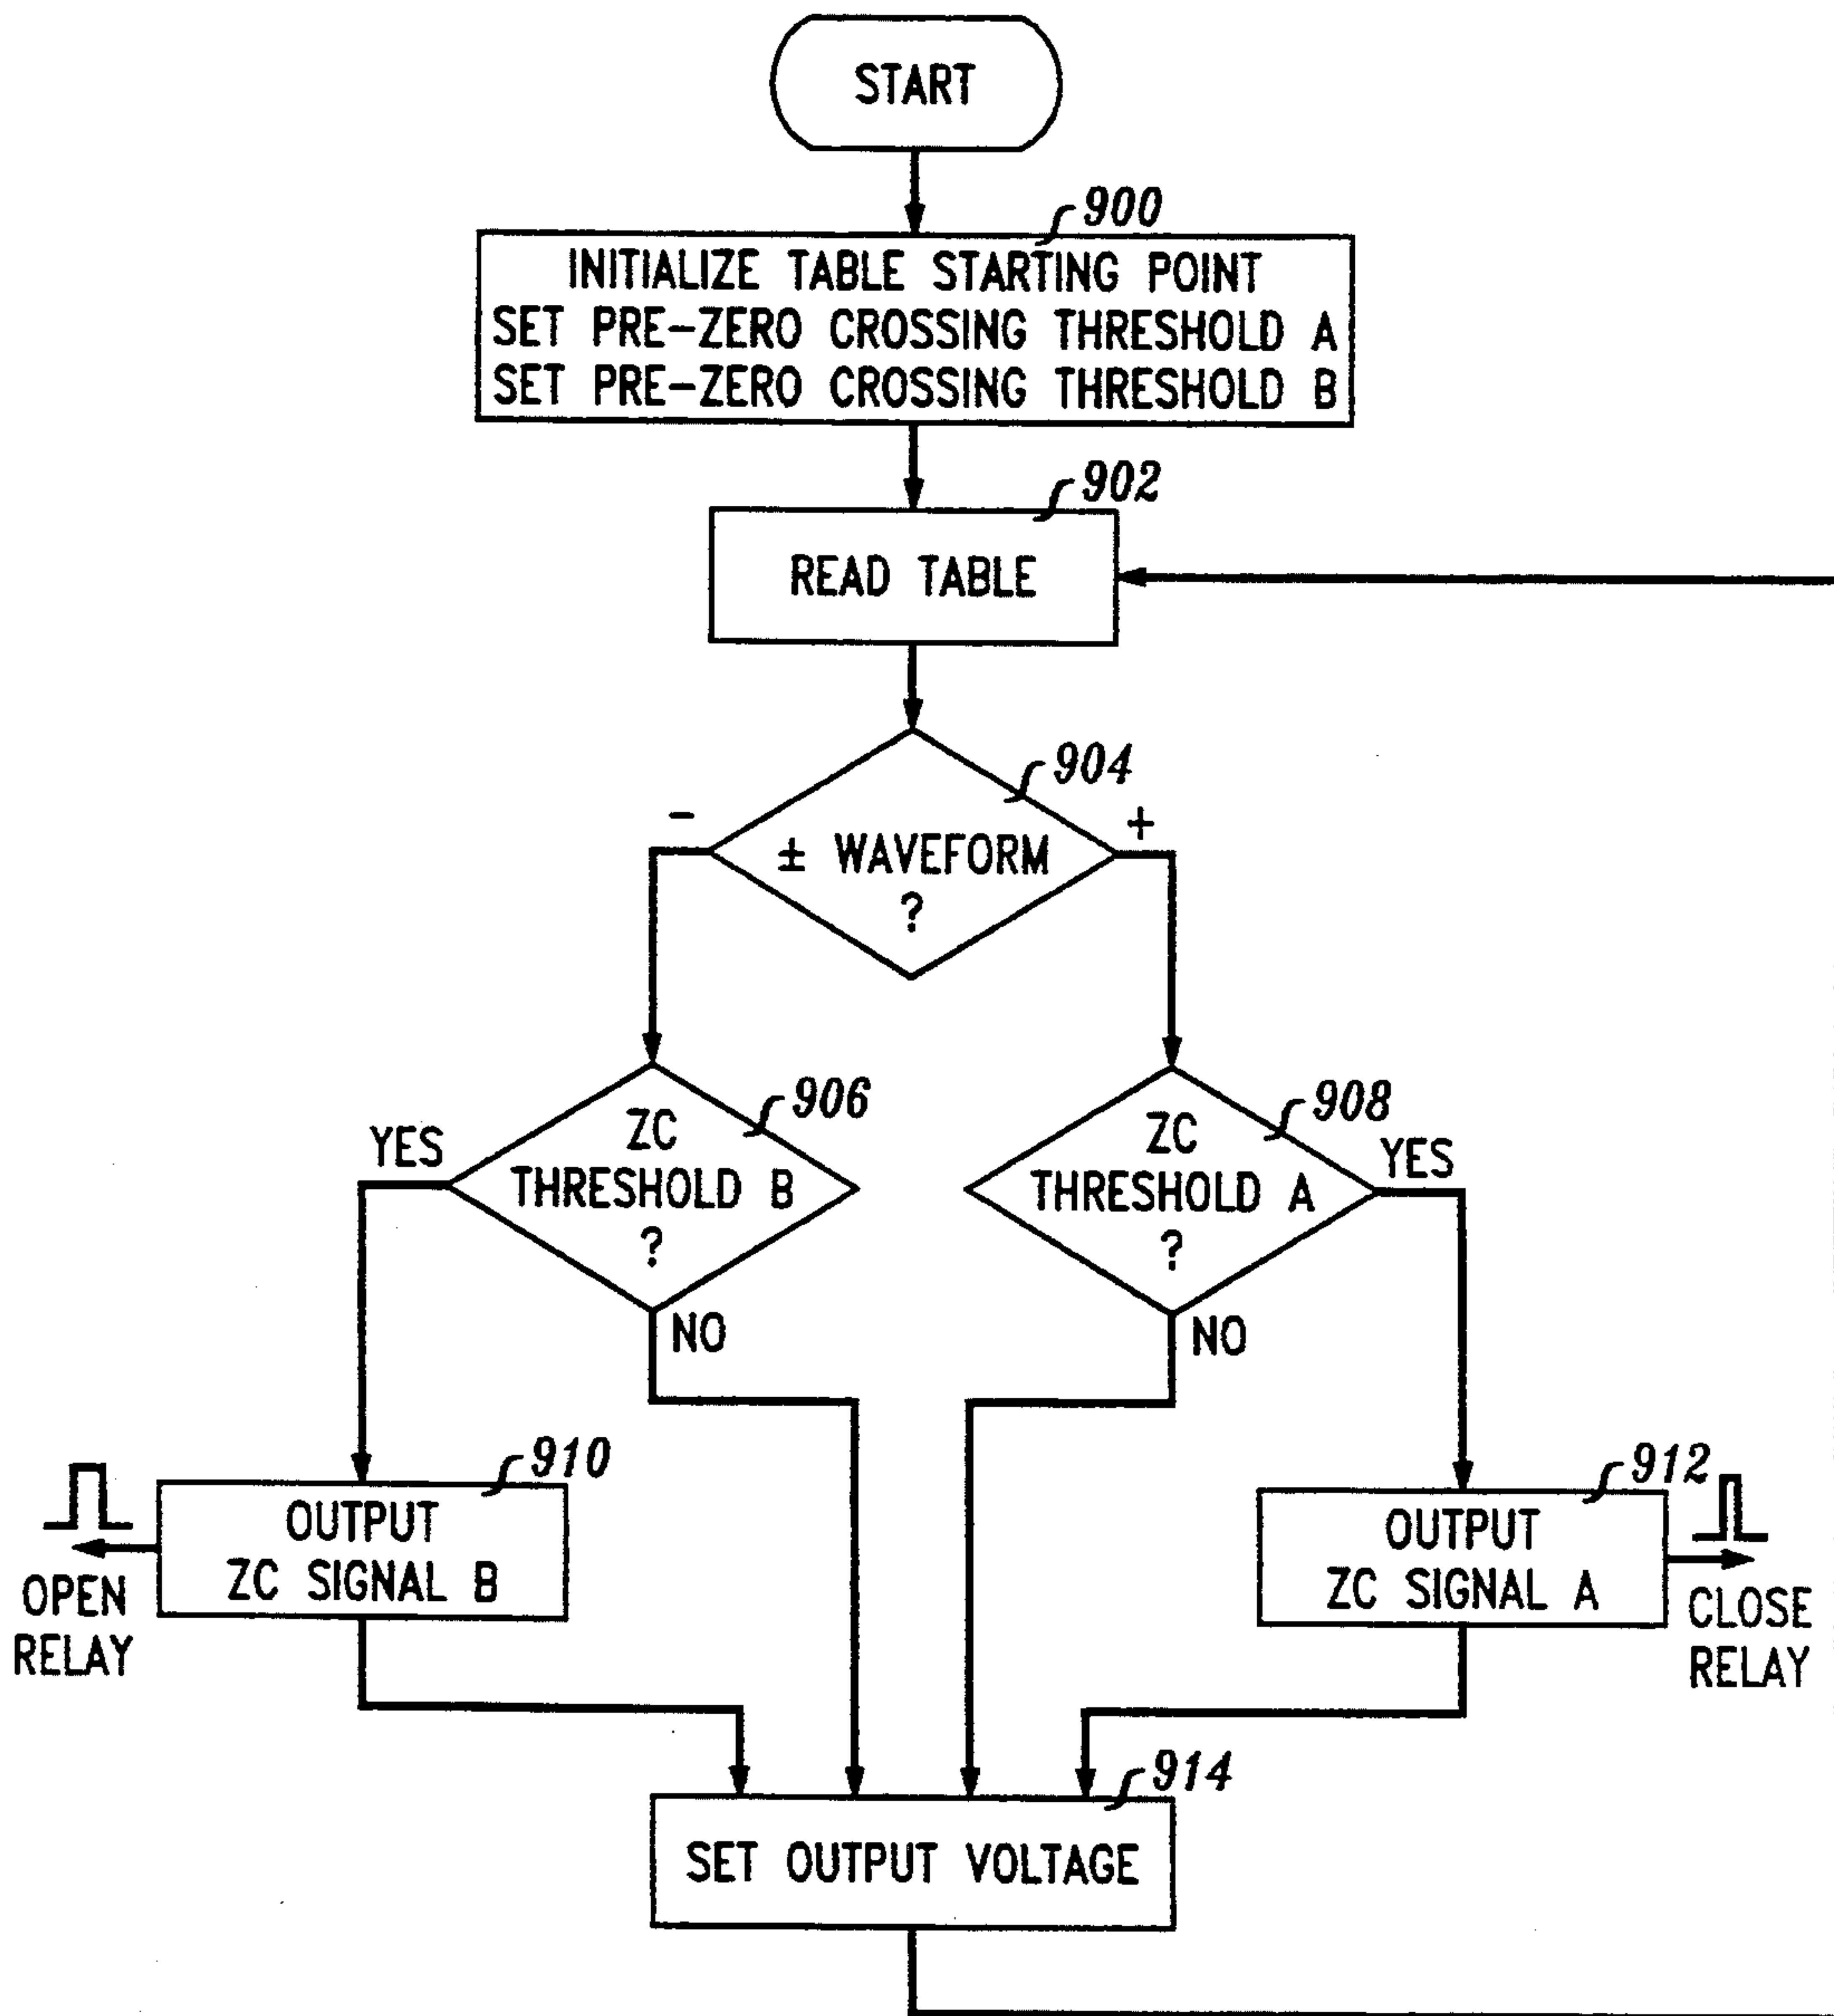 START
900
INITIALIZE TABLE STARTING POINT
SET PRE-ZERO CROSSING THRESHOLD A
SET PRE-ZERO CROSSING THRESHOLD B
902
READ TABLE
904
-
+
± WAVEFORM
?
906
YES
ZC
THRESHOLD B
?
NO
908
YES
ZC
THRESHOLD A
?
NO
910
OUTPUT
ZC SIGNAL B
OPEN
RELAY
912
OUTPUT
ZC SIGNAL A
CLOSE
RELAY
914
SET OUTPUT VOLTAGE